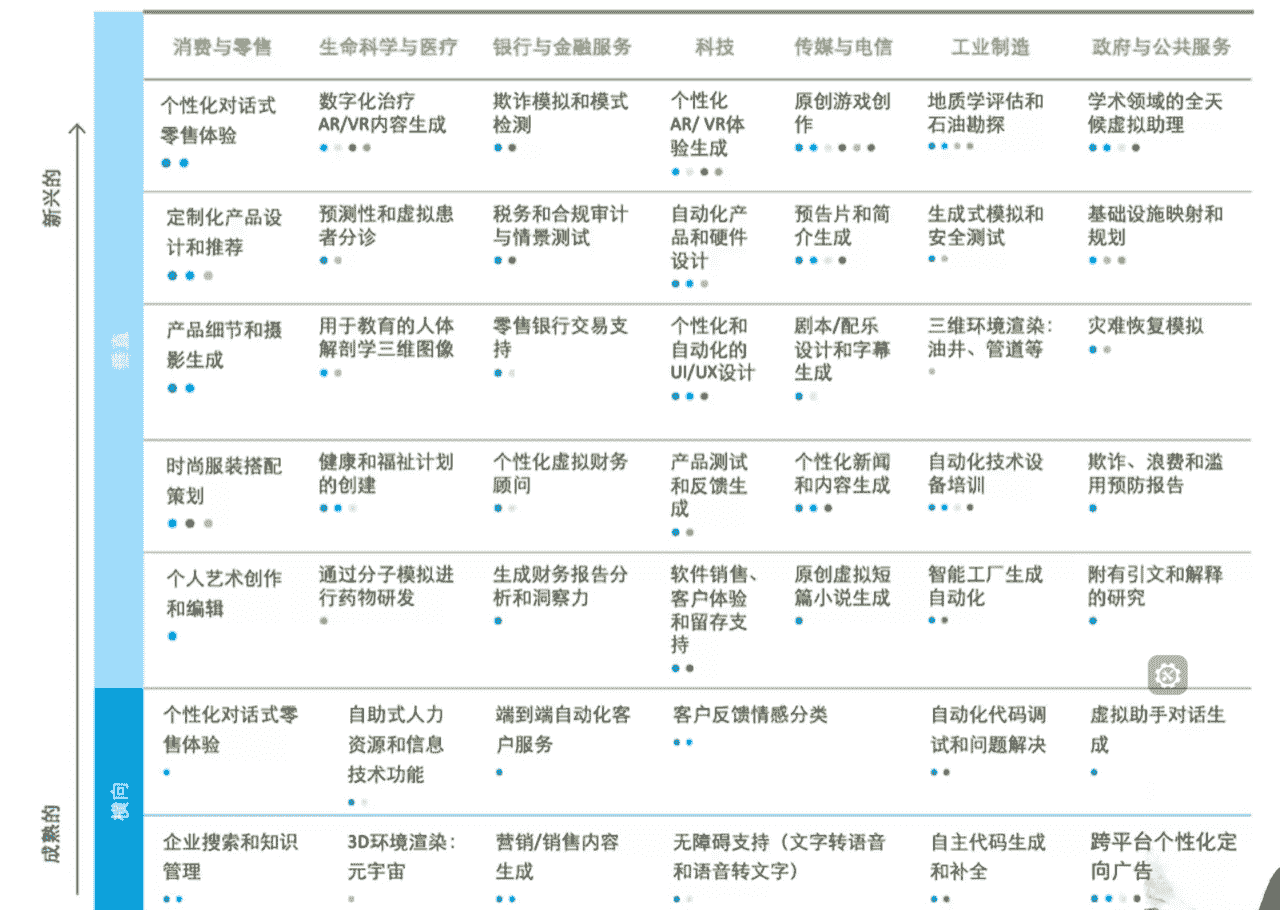 消费与零售 生命科学与医疗 银行与金融服务 科技 传媒与电信 工业制造 政府与公共服务
新兴的
垂直
个性化对话式
零售体验
数字化治疗
AR/VR内容生成
欺诈模拟和模式
检测
个性化
AR/ VR体
验生成
原创游戏创
作
地质学评估和
石油勘探
学术领域的全天
候虚拟助理
定制化产品设
计和推荐
预测性和虚拟患
者分诊
税务和合规审计
与情景测试
自动化产
品和硬件
设计
预告片和简
介生成
生成式模拟和
安全测试
基础设施映射和
规划
产品细节和摄
影生成
用于教育的人体
解剖学三维图像
零售银行交易支
持
个性化和
自动化的
UI/UX设计
剧本/配乐
设计和字幕
生成
三维环境渲染:
油井、管道等
灾难恢复模拟
时尚服装搭配
策划
健康和福祉计划
的创建
个性化虚拟财务
顾问
产品测试
和反馈生
成
个性化新闻
和内容生成
自动化技术设
备培训
欺诈、浪费和滥
用预防报告
个人艺术创作
和编辑
通过分子模拟进
行药物研发
生成财务报告分
析和洞察力
软件销售、
客户体验
和留存支
持
原创虚拟短
篇小说生成
智能工厂生成
自动化
附有引文和解释
的研究
成熟的
横向
个性化对话式零
售体验
自助式人力
资源和信息
技术功能
端到端自动化客
户服务
客户反馈情感分类
自动化代码调
试和问题解决
虚拟助手对话生
成
企业搜索和知识
管理
3D环境渲染:
元宇宙
营销/销售内容
生成
无障碍支持（文字转语音
和语音转文字）
自主代码生成
和补全
跨平台个性化定
向广告